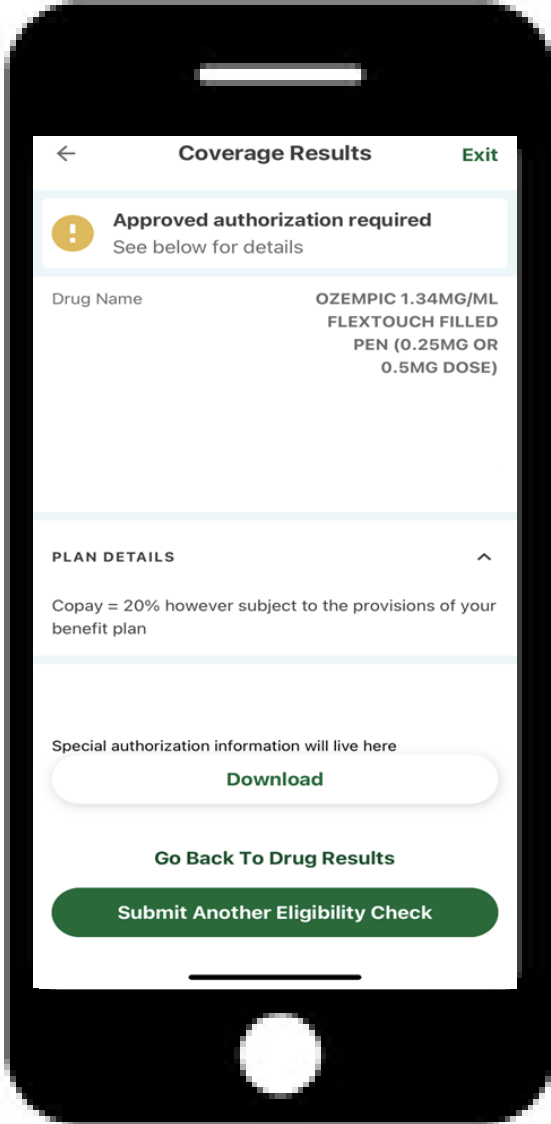 Coverage Results
Exit
Approved authorization required
See below for details
Drug Name
OZEMPIC 1.34MG/ML
FLEXTOUCH FILLED
PEN (0.25MG OR
0.5MG DOSE)
PLAN DETAILS
Copay = 20% however subject to the provisions of your
benefit plan
Special authorization information will live here
Download
Go Back To Drug Results
Submit Another Eligibility Check